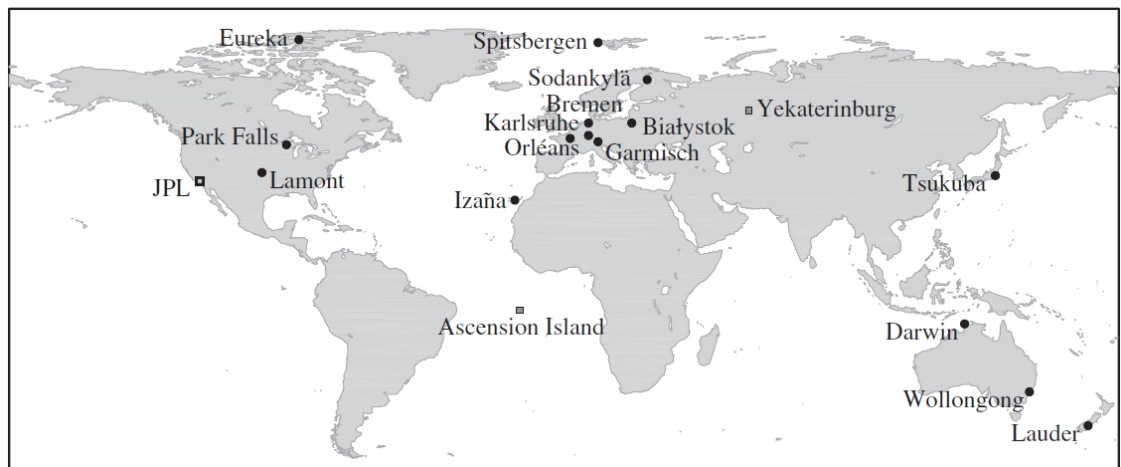 Eureka
Spitsbergen
Sodankylä
Bremen
Yekaterinburg
Karlsruhe
Białystok
Park Falls
Orléans
Garmisch
Lamont
JPL
Tsukuba
Izaña
Ascension Island
Darwin
Wollongong
Lauder